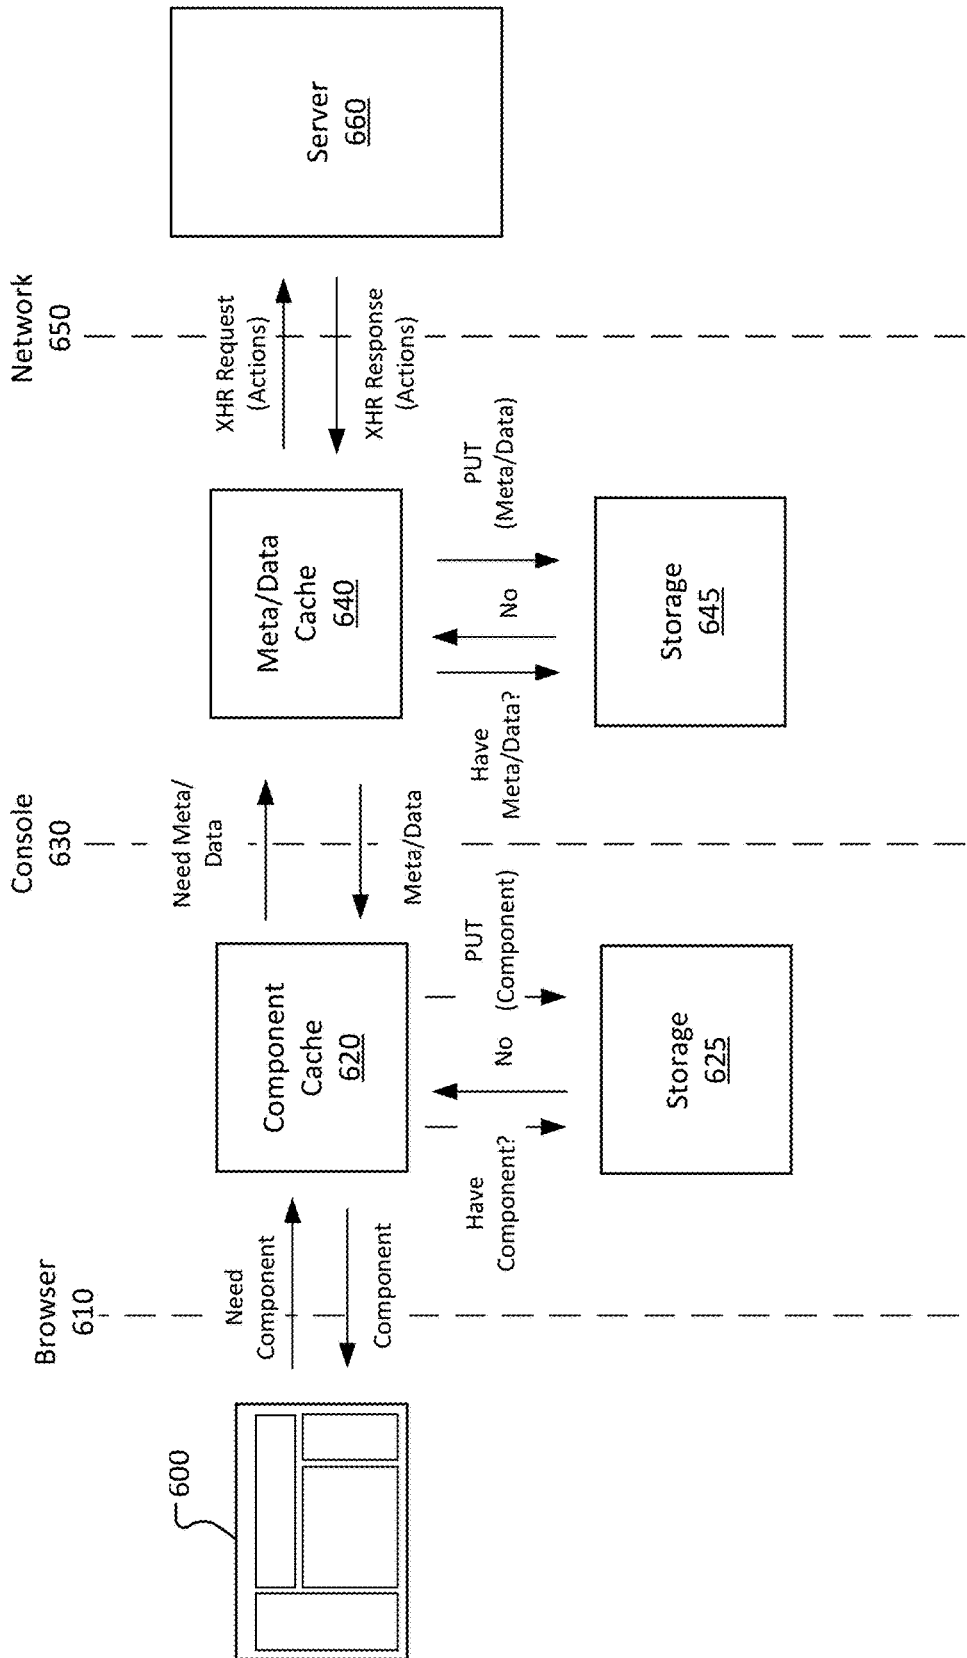 Browser
610
Console
630
Network
650
600
Need
Component
Component
Component
Cache
620
Have
Component?
No
PUT
(Component)
Storage
625
Need Meta/
Data
Meta/Data
Meta/Data
Cache
640
Have
Meta/Data?
No
PUT
(Meta/Data)
Storage
645
XHR Request
(Actions)
XHR Response
(Actions)
Server
660